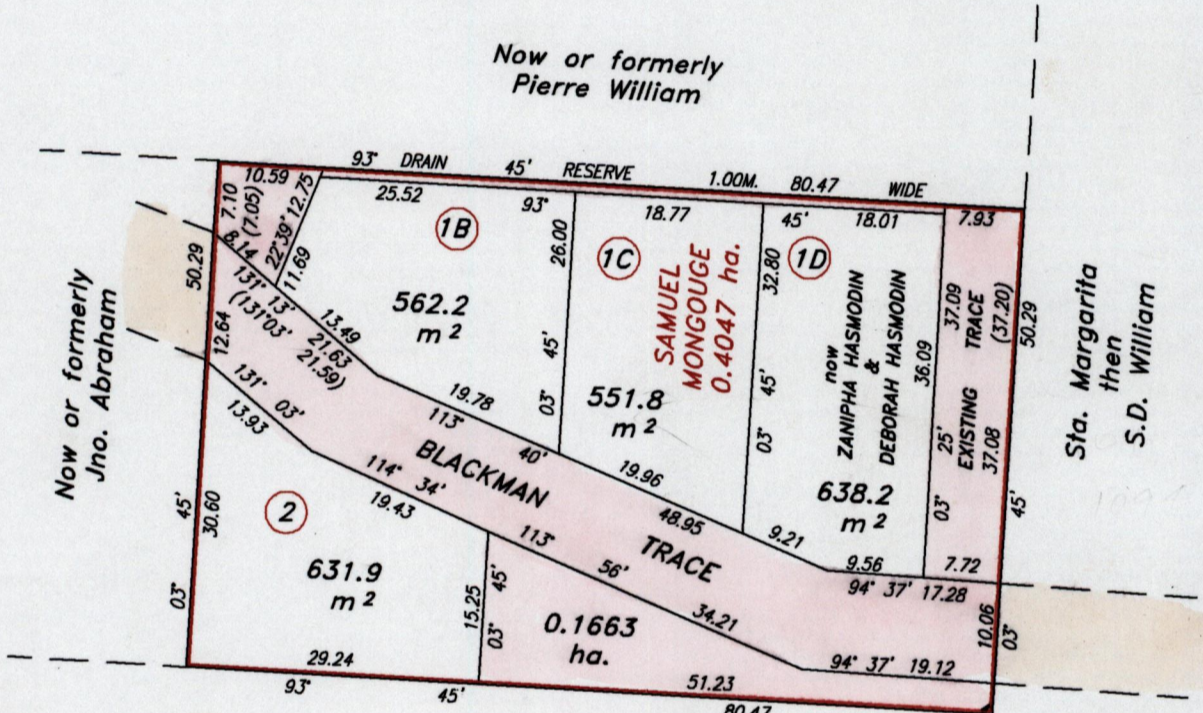 Now or formerly
Pierre William
93° DRAIN 45' RESERVE 1.00M. 80.47 WIDE
10.59
25.52
93°
18.77
45'
18.01
7.93
7.10
(7.05)
8.14
22°39'
12.75
11.69
1B
562.2
m²
26.00
45'
03°
1C
SAMUEL
MONGOUGE
0.4047 ha.
551.8
m²
32.80
45'
03°
1D
now
ZANIPHA HASMODIN
&
DEBORAH HASMODIN
638.2
m²
36.09
25'
03°
37.09
EXISTING TRACE
(37.20)
37.08
50.29
45'
03°
Sta. Margarita
then
S.D. William
Now or formerly
Jno. Abraham
50.29
12.64
45'
30.60
03°
131° 13'
(131°03'
13.49
21.63
21.59)
131° 03'
13.93
19.78
113° 40'
19.96
48.95
9.21
9.56
7.72
94° 37' 17.28
BLACKMAN TRACE
114° 34'
19.43
113° 56'
34.21
94° 37' 19.12
10.06
2
631.9
m²
15.25
45'
03°
0.1663
ha.
29.24
51.23
93° 45'
80.47